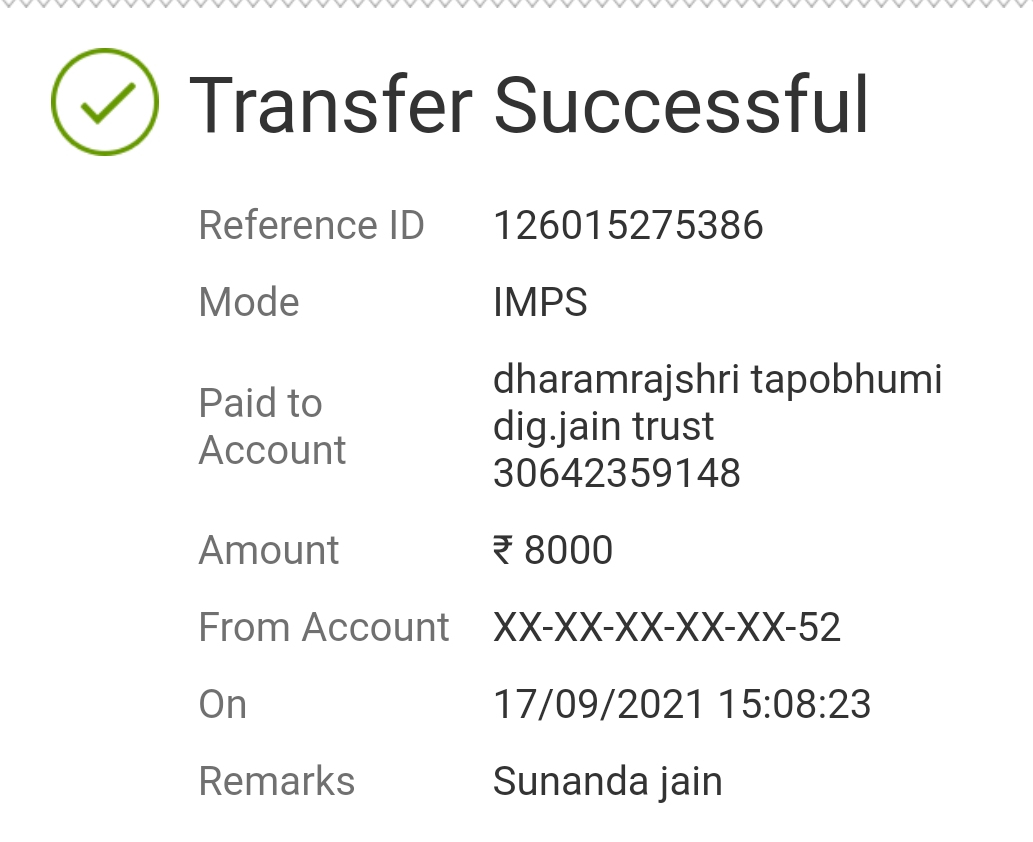 Transfer Successful
Reference ID 126015275386
Mode IMPS
Paid to Account dharamrajshri tapobhumi
dig.jain trust
30642359148
Amount ₹ 8000
From Account XX-XX-XX-XX-XX-52
On 17/09/2021 15:08:23
Remarks Sunanda jain